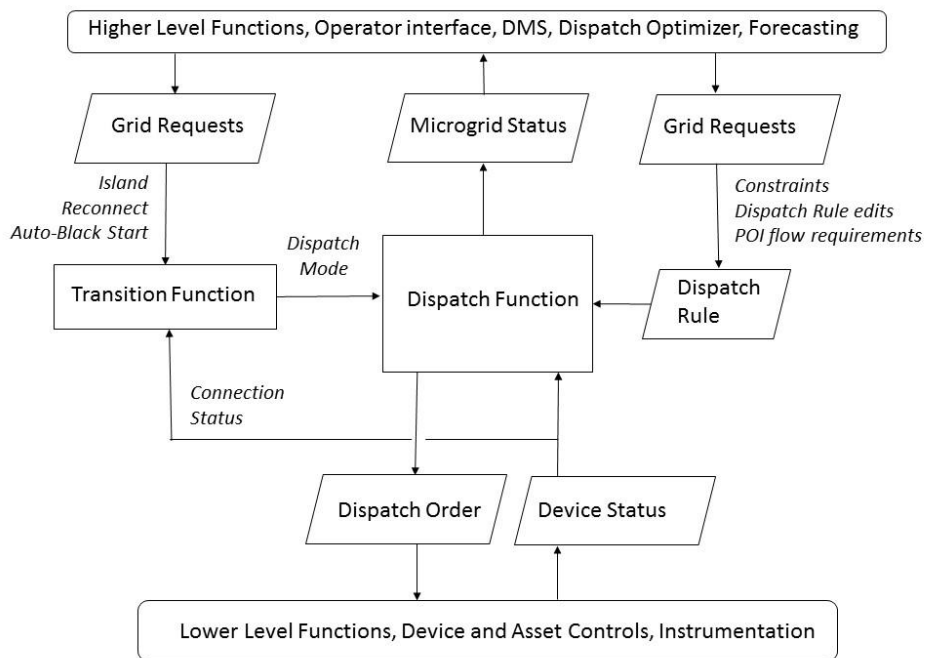 Higher Level Functions, Operator interface, DMS, Dispatch Optimizer, Forecasting
Grid Requests
Microgrid Status
Grid Requests
Island
Reconnect
Auto-Black Start
Constraints
Dispatch Rule edits
POI flow requirements
Dispatch
Mode
Transition Function
Dispatch Function
Dispatch
Rule
Connection
Status
Dispatch Order
Device Status
Lower Level Functions, Device and Asset Controls, Instrumentation